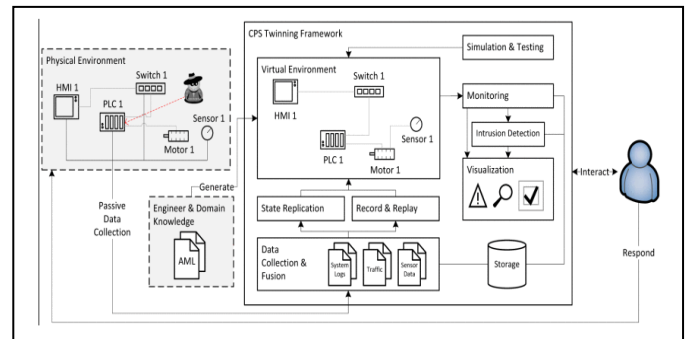 CPS Twinning Framework
Physical Environment
HMI 1
Switch 1
PLC 1
Sensor 1
Motor 1
Passive
Data
Collection
Engineer & Domain
Knowledge
AML
Generate
Simulation & Testing
Virtual Environment
Switch 1
HMI 1
Sensor 1
PLC 1
Motor 1
State Replication
Record & Replay
Data
Collection &
Fusion
System
Logs
Traffic
Sensor
Data
Storage
Monitoring
Intrusion Detection
Visualization
Interact
Respond